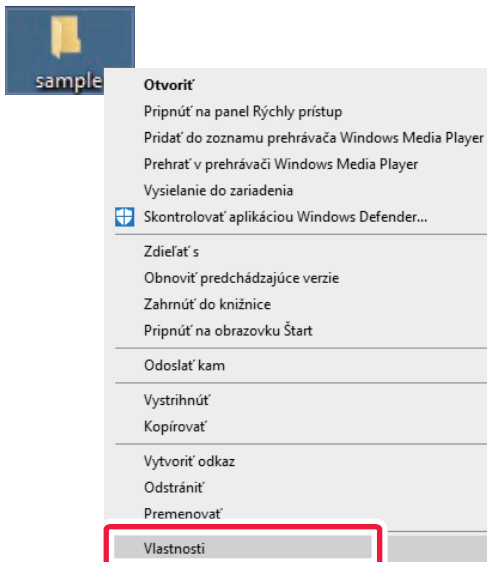 sample
Otvoriť
Pripnúť na panel Rýchly prístup
Pridať do zoznamu prehrávača Windows Media Player
Prehrať v prehrávači Windows Media Player
Vysielanie do zariadenia
Skontrolovať aplikáciou Windows Defender...
Zdieľať s
Obnoviť predchádzajúce verzie
Zahrnúť do knižnice
Pripnúť na obrazovku Štart
Odoslať kam
Vystrihnúť
Kopírovať
Vytvoriť odkaz
Odstrániť
Premenovať
Vlastnosti